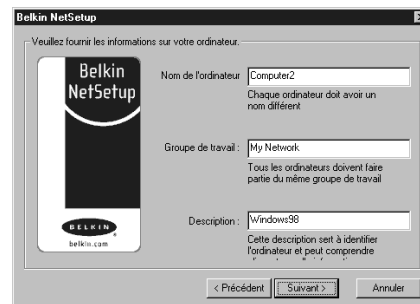 Belkin NetSetup
Veuillez fournir les informations sur votre ordinateur.
Belkin
NetSetup
BELKIN
belkin.com
Nom de l'ordinateur
Computer2
Chaque ordinateur doit avoir un
nom différent
Groupe de travail :
My Network
Tous les ordinateurs doivent faire
partie du même groupe de travail
Description :
Windows98
Cette description sert à identifier
l'ordinateur et peut comprendre
< Précédent
Suivant >
Annuler